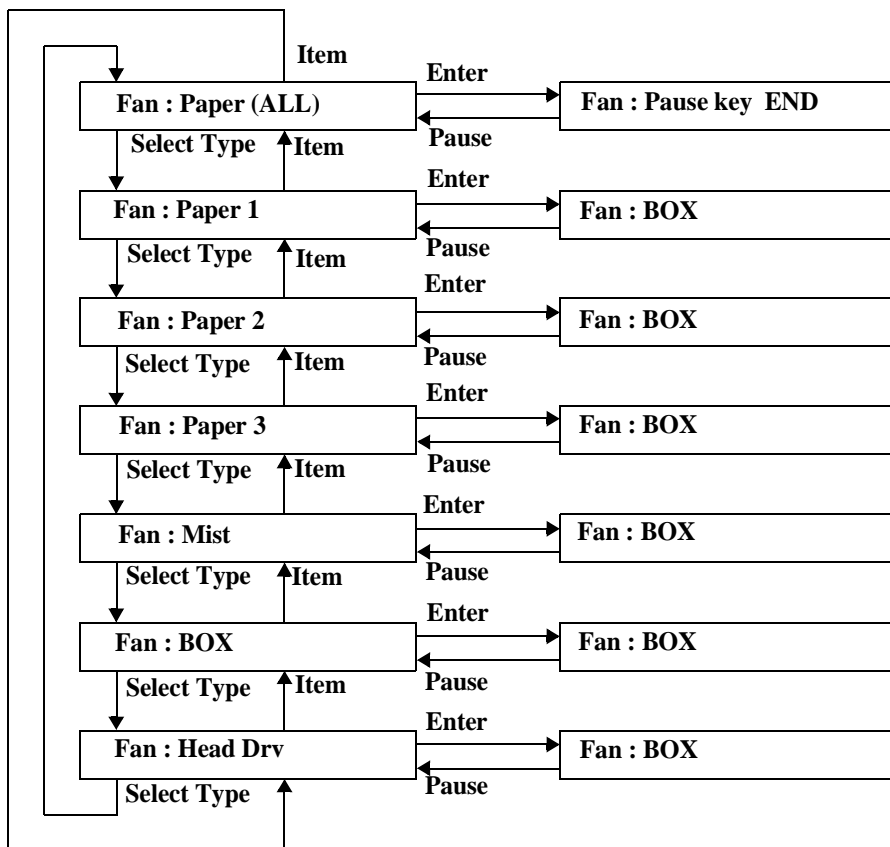 Item
Enter
Fan : Paper (ALL)
Fan : Pause key  END
Pause
Select Type
Item
Enter
Fan : Paper 1
Fan : BOX
Pause
Select Type
Item
Enter
Fan : Paper 2
Fan : BOX
Pause
Select Type
Item
Enter
Fan : Paper 3
Fan : BOX
Pause
Select Type
Item
Enter
Fan : Mist
Fan : BOX
Pause
Select Type
Item
Enter
Fan : BOX
Fan : BOX
Pause
Select Type
Item
Enter
Fan : Head Drv
Fan : BOX
Pause
Select Type